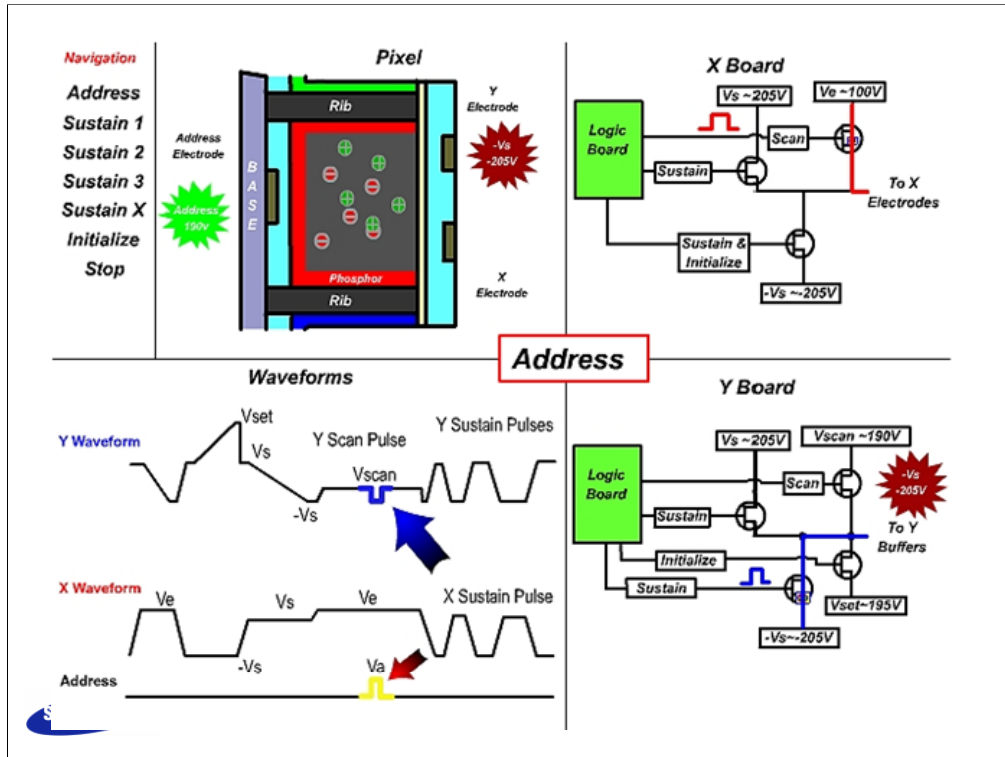 Navigation
Address
Sustain 1
Sustain 2
Sustain 3
Sustain X
Initialize
Stop
Pixel
Address
Electrode
Address
190v
BASE
Rib
Phosphor
Rib
Y
Electrode
-Vs
-205V
X
Electrode
X Board
Vs ~205V
Ve ~100V
Logic
Board
Scan
Sustain
To X
Electrodes
Sustain &
Initialize
-Vs ~-205V
Address
Waveforms
Y Waveform
Vset
Vs
-Vs
Y Scan Pulse
Vscan
Y Sustain Pulses
X Waveform
Ve
-Vs
Vs
Ve
X Sustain Pulse
Address
Va
Y Board
Vs ~205V
Vscan ~190V
Logic
Board
Scan
-Vs
-205V
Sustain
To Y
Buffers
Initialize
Sustain
Vset~195V
-Vs~-205V